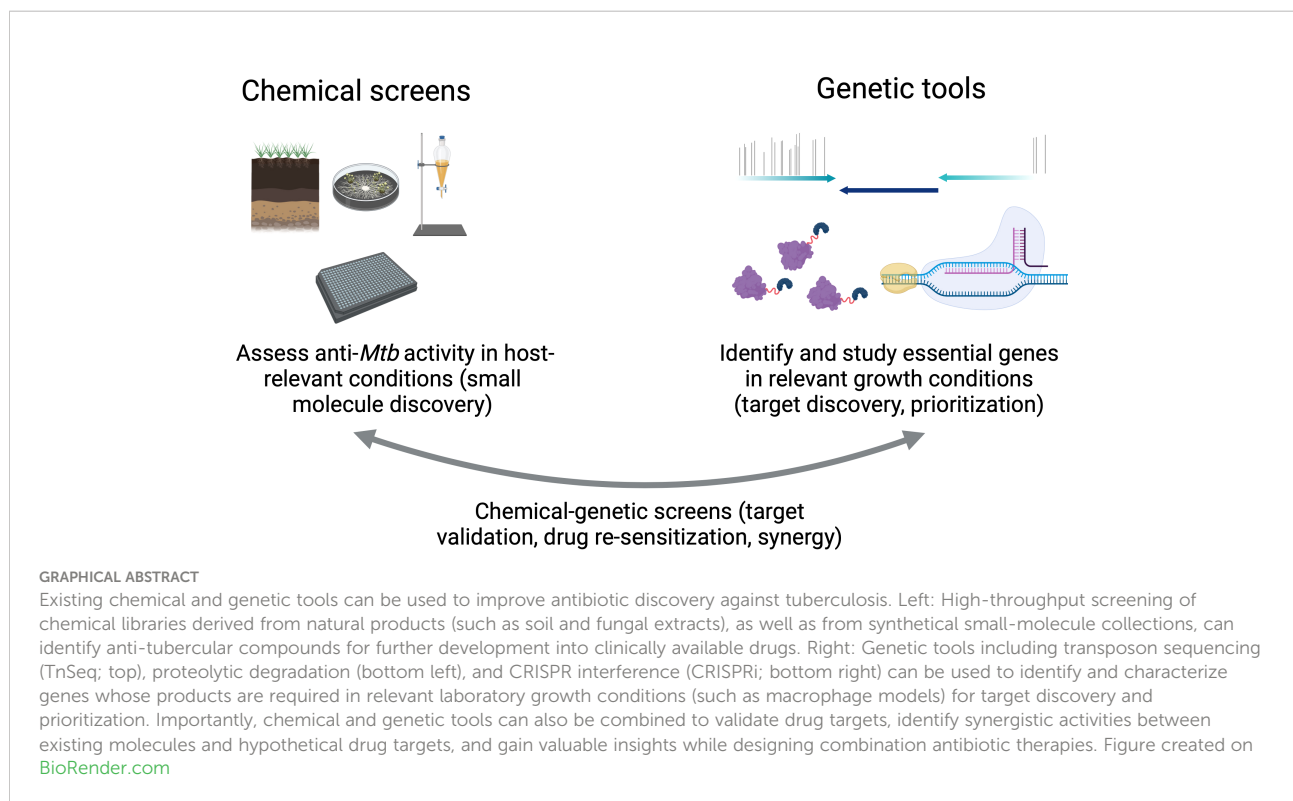 Chemical screens
Genetic tools
Assess anti-Mtb activity in host-
relevant conditions (small
molecule discovery)
Identify and study essential genes
in relevant growth conditions
(target discovery, prioritization)
Chemical-genetic screens (target
validation, drug re-sensitization, synergy)
GRAPHICAL ABSTRACT
Existing chemical and genetic tools can be used to improve antibiotic discovery against tuberculosis. Left: High-throughput screening of
chemical libraries derived from natural products (such as soil and fungal extracts), as well as from synthetical small-molecule collections, can
identify anti-tubercular compounds for further development into clinically available drugs. Right: Genetic tools including transposon sequencing
(TnSeq; top), proteolytic degradation (bottom left), and CRISPR interference (CRISPRi; bottom right) can be used to identify and characterize
genes whose products are required in relevant laboratory growth conditions (such as macrophage models) for target discovery and
prioritization. Importantly, chemical and genetic tools can also be combined to validate drug targets, identify synergistic activities between
existing molecules and hypothetical drug targets, and gain valuable insights while designing combination antibiotic therapies. Figure created on
BioRender.com